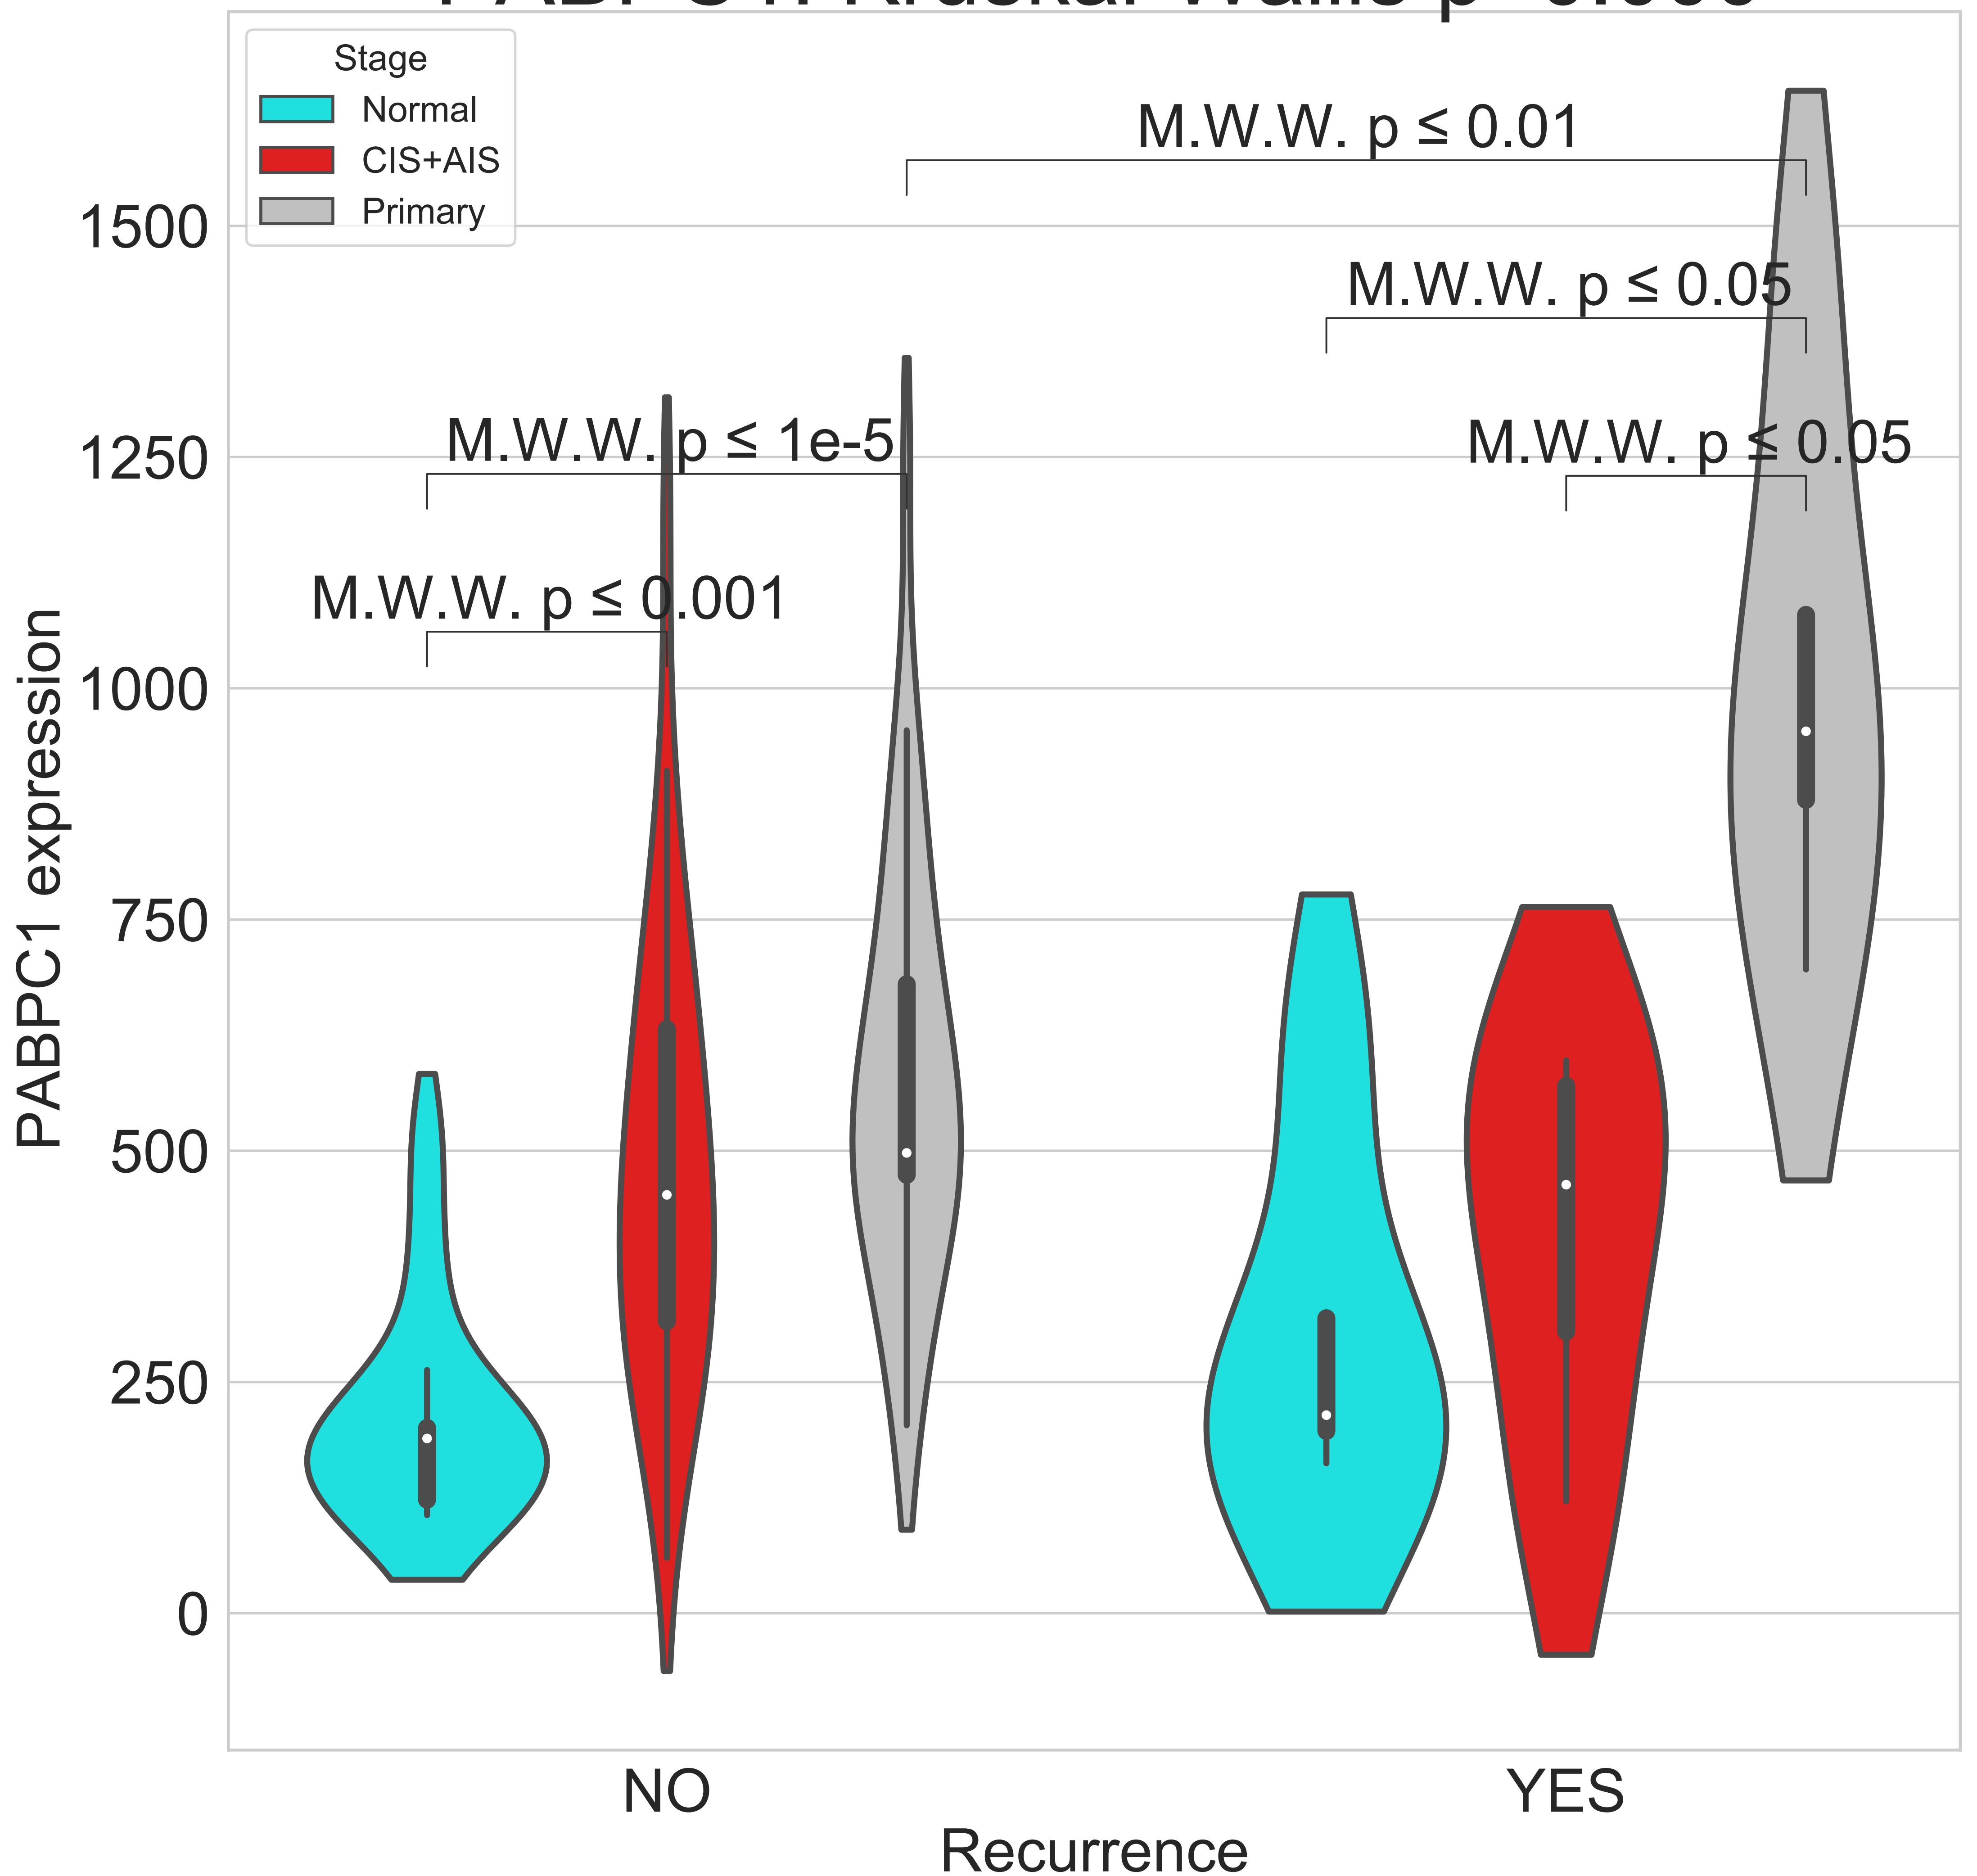 Stage
Normal
CIS+AIS
Primary
M.W.W. p ≤ 0.01
M.W.W. p ≤ 0.05
M.W.W. p ≤ 1e-5
M.W.W. p ≤ 0.05
M.W.W. p ≤ 0.001
1500
1250
1000
750
500
250
0
PABPC1 expression
NO
YES
Recurrence